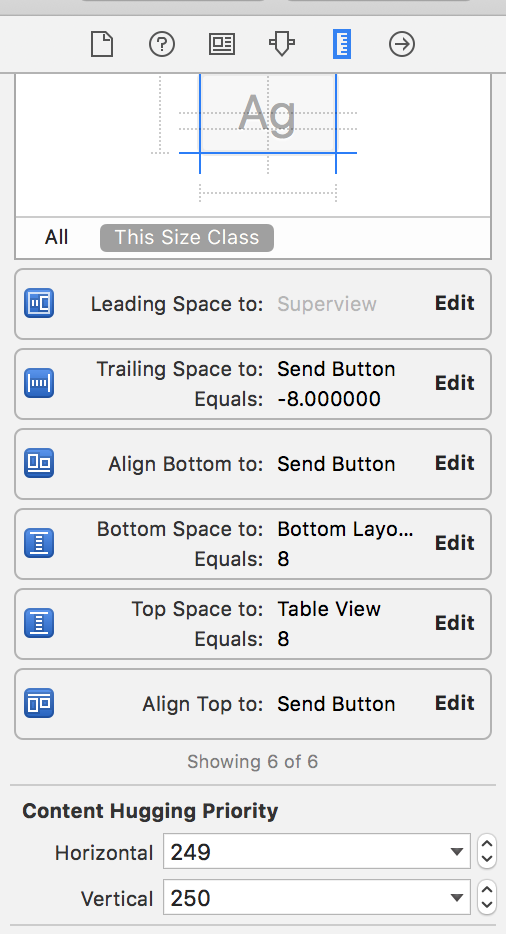 Ag
All This Size Class
Leading Space to: Superview Edit
Trailing Space to: Send Button Edit
Equals: -8.000000
Align Bottom to: Send Button Edit
Bottom Space to: Bottom Layo... Edit
Equals: 8
Top Space to: Table View Edit
Equals: 8
Align Top to: Send Button Edit
Showing 6 of 6
Content Hugging Priority
Horizontal 249
Vertical 250